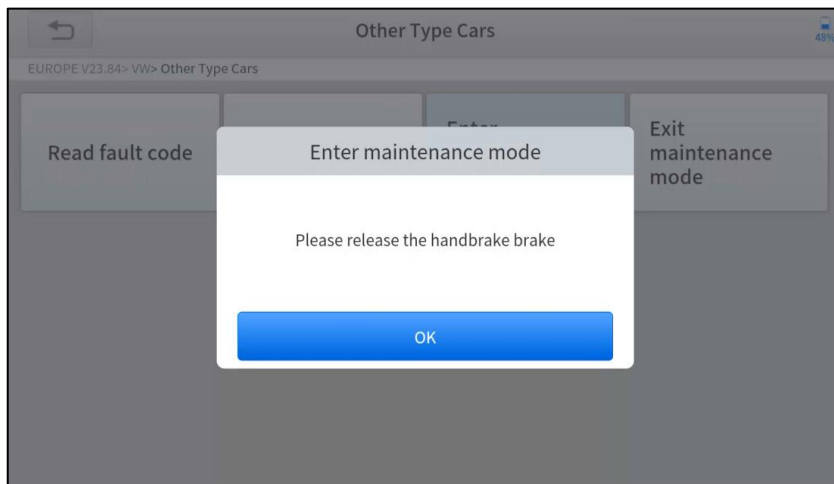 Other Type Cars
48%
EUROPE V23.84> VW> Other Type Cars
Read fault code
Enter
Exit
maintenance
mode
Enter maintenance mode
Please release the handbrake brake
OK